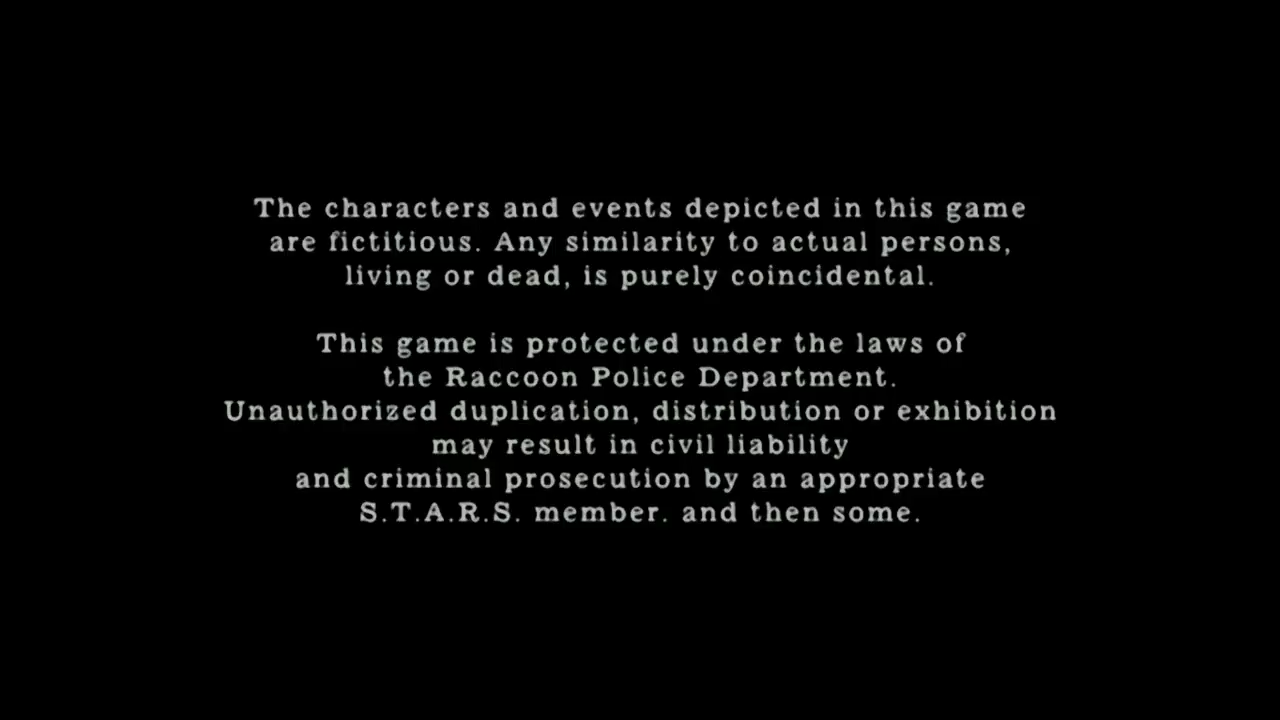 The characters and events depicted in this game
are fictitious. Any similarity to actual persons,
living or dead, is purely coincidental.
This game is protected under the laws of
the Raccoon Police Department.
Unauthorized duplication, distribution or exhibition
may result in civil liability
and criminal prosecution by an appropriate
S.T.A.R.S. member. and then some.